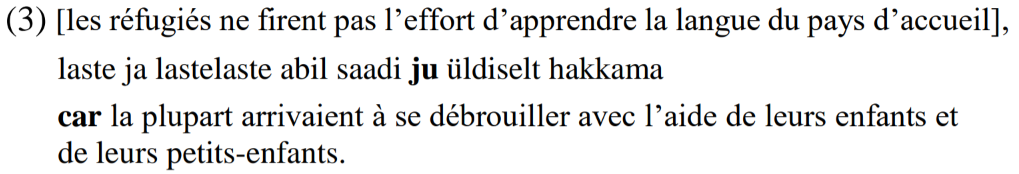 (3) [les réfugiés ne firent pas l’effort d’apprendre la langue du pays d’accueil],
laste ja lastelaste abil saadi ju üldiselt hakkama
car la plupart arrivaient à se débrouiller avec l’aide de leurs enfants et
de leurs petits-enfants.